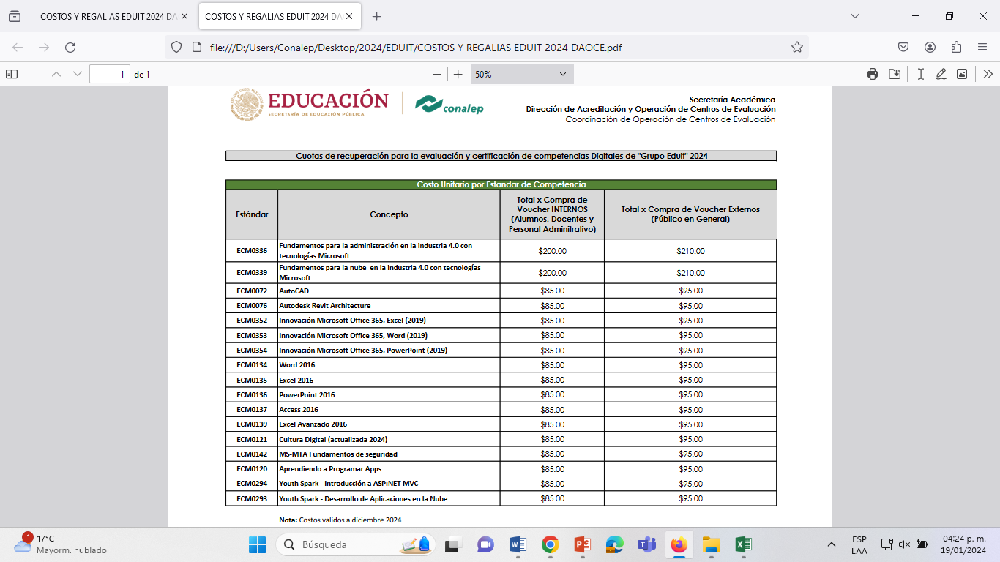 COSTOS Y REGALIAS EDUIT 2024 DA
COSTOS Y REGALIAS EDUIT 2024 DA
file:///D:/Users/Conalep/Desktop/2024/EDUIT/COSTOS Y REGALIAS EDUIT 2024 DAOCE.pdf
1 de 1
50%
EDUCACIÓN
SECRETARÍA DE EDUCACIÓN PÚBLICA
conalep
Secretaría Académica
Dirección de Acreditación y Operación de Centros de Evaluación
Coordinación de Operación de Centros de Evaluación
Cuotas de recuperación para la evaluación y certificación de competencias Digitales de "Grupo Eduit" 2024
Costo Unitario por Estandar de Competencia
Estándar
Concepto
Total x Compra de
Voucher INTERNOS
(Alumnos, Docentes y
Personal Adminitrativo)
Total x Compra de Voucher Externos
(Público en General)
ECM0336 Fundamentos para la administración en la industria 4.0 con
tecnologías Microsoft $200.00 $210.00
ECM0339 Fundamentos para la nube en la industria 4.0 con tecnologías
Microsoft $200.00 $210.00
ECM0072 AutoCAD $85.00 $95.00
ECM0076 Autodesk Revit Architecture $85.00 $95.00
ECM0352 Innovación Microsoft Office 365, Excel (2019) $85.00 $95.00
ECM0353 Innovación Microsoft Office 365, Word (2019) $85.00 $95.00
ECM0354 Innovación Microsoft Office 365, PowerPoint (2019) $85.00 $95.00
ECM0134 Word 2016 $85.00 $95.00
ECM0135 Excel 2016 $85.00 $95.00
ECM0136 PowerPoint 2016 $85.00 $95.00
ECM0137 Access 2016 $85.00 $95.00
ECM0139 Excel Avanzado 2016 $85.00 $95.00
ECM0121 Cultura Digital (actualizada 2024) $85.00 $95.00
ECM0142 MS-MTA Fundamentos de seguridad $85.00 $95.00
ECM0120 Aprendiendo a Programar Apps $85.00 $95.00
ECM0294 Youth Spark - Introducción a ASP:NET MVC $85.00 $95.00
ECM0293 Youth Spark - Desarrollo de Aplicaciones en la Nube $85.00 $95.00
Nota: Costos validos a diciembre 2024
1
17°C
Mayorm. nublado
Búsqueda
ESP
LAA
04:24 p. m.
19/01/2024